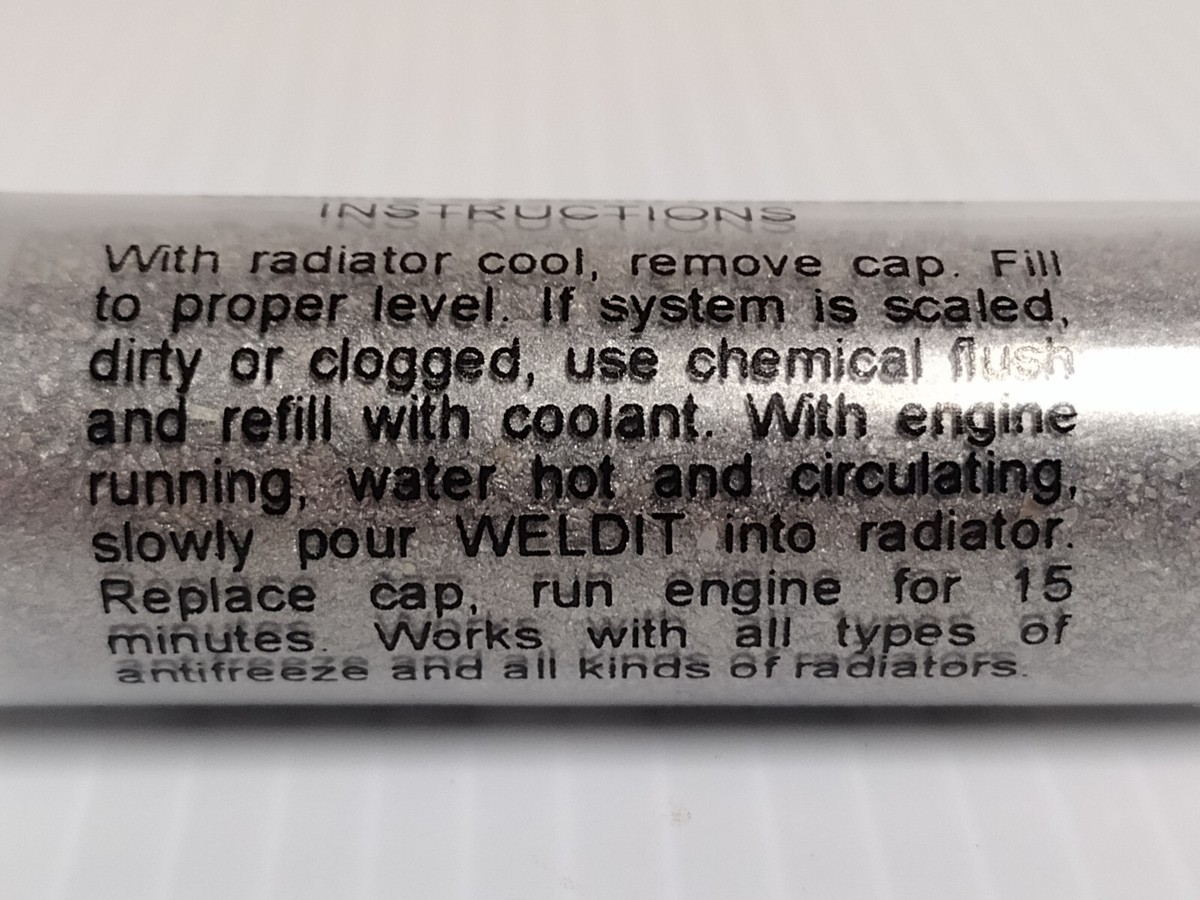 INSTRUCTIONS
With radiator cool, remove cap. Fill
to proper level. If system is scaled,
dirty or clogged, use chemical flush
and refill with coolant. With engine
running, water hot and circulating,
slowly pour WELDIT into radiator.
Replace cap, run engine for 15
minutes. Works with all types of
antifreeze and all kinds of radiators.